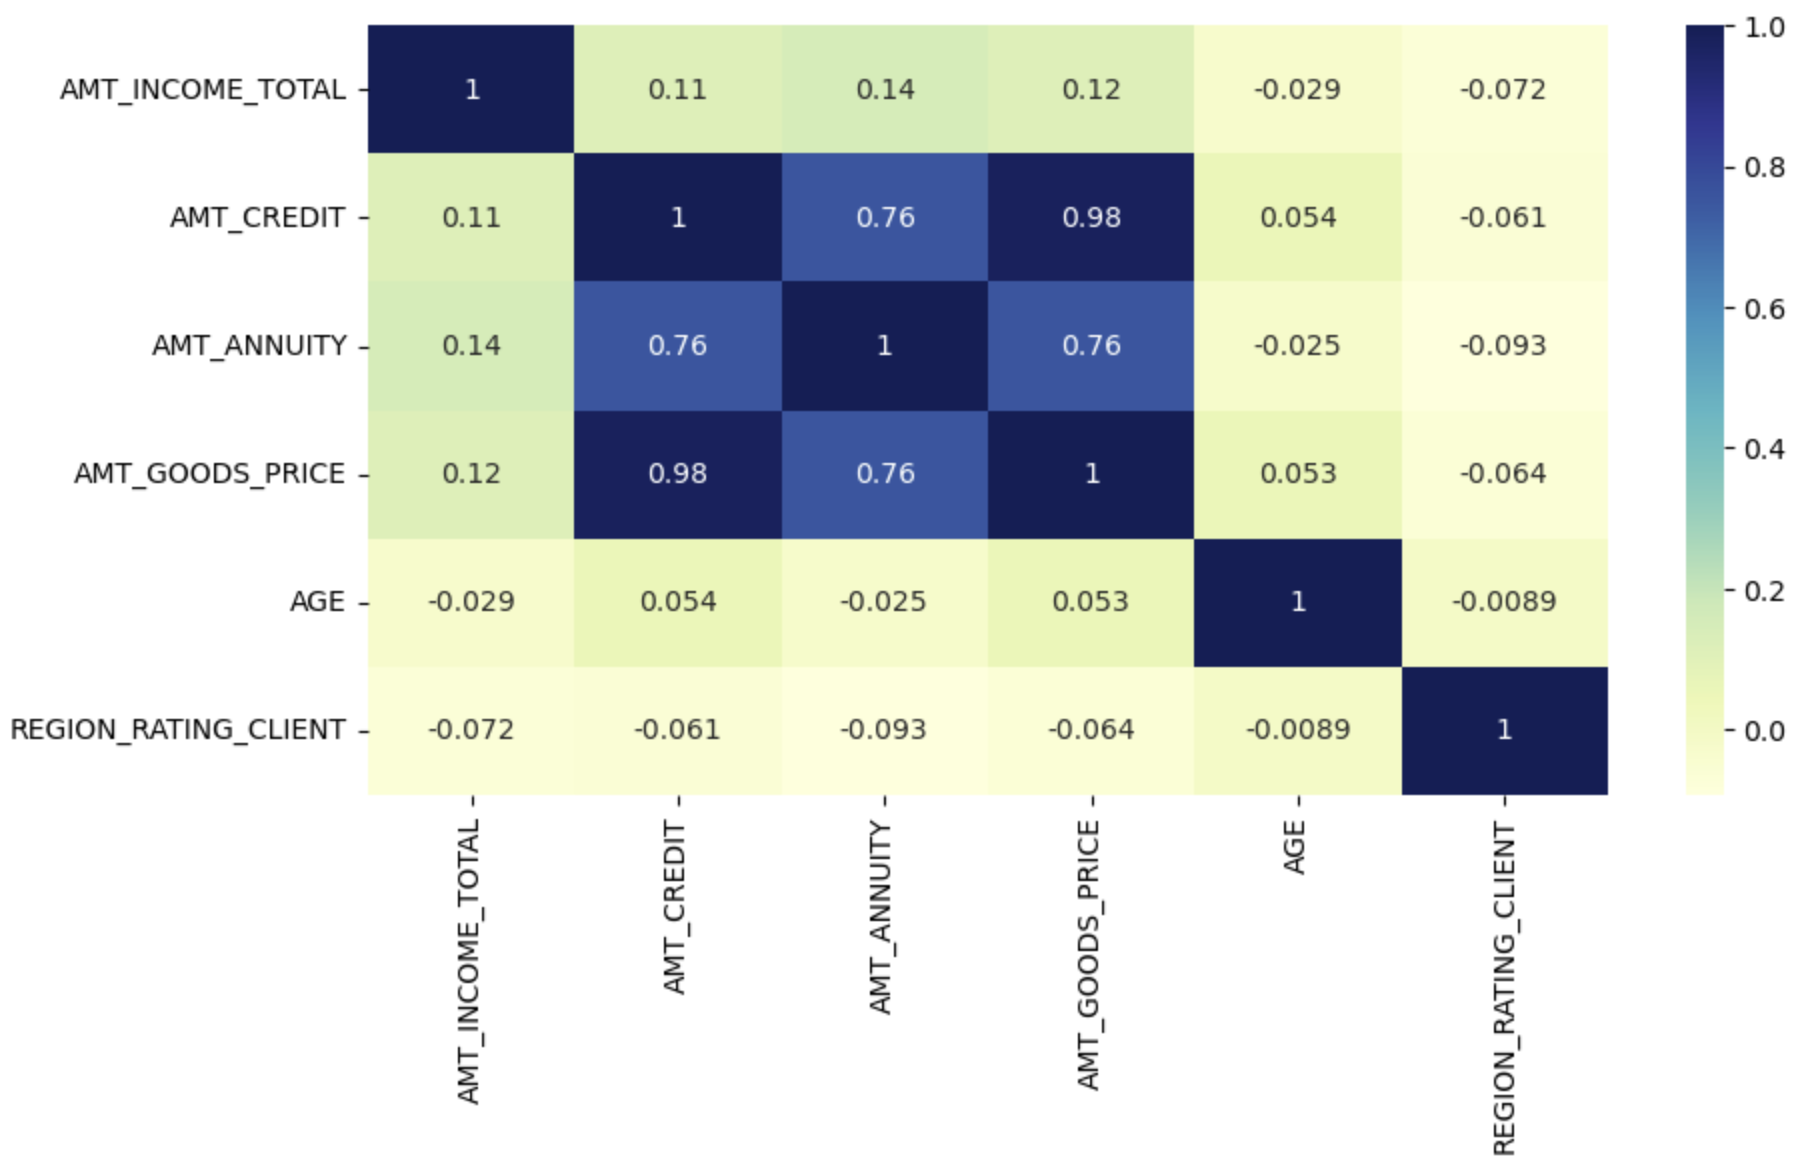 AMT_INCOME_TOTAL 1 0.11 0.14 0.12 -0.029 -0.072
AMT_CREDIT 0.11 1 0.76 0.98 0.054 -0.061
AMT_ANNUITY 0.14 0.76 1 0.76 -0.025 -0.093
AMT_GOODS_PRICE 0.12 0.98 0.76 1 0.053 -0.064
AGE -0.029 0.054 -0.025 0.053 1 -0.0089
REGION_RATING_CLIENT -0.072 -0.061 -0.093 -0.064 -0.0089 1
AMT_INCOME_TOTAL
AMT_CREDIT
AMT_ANNUITY
AMT_GOODS_PRICE
AGE
REGION_RATING_CLIENT
1.0
0.8
0.6
0.4
0.2
0.0